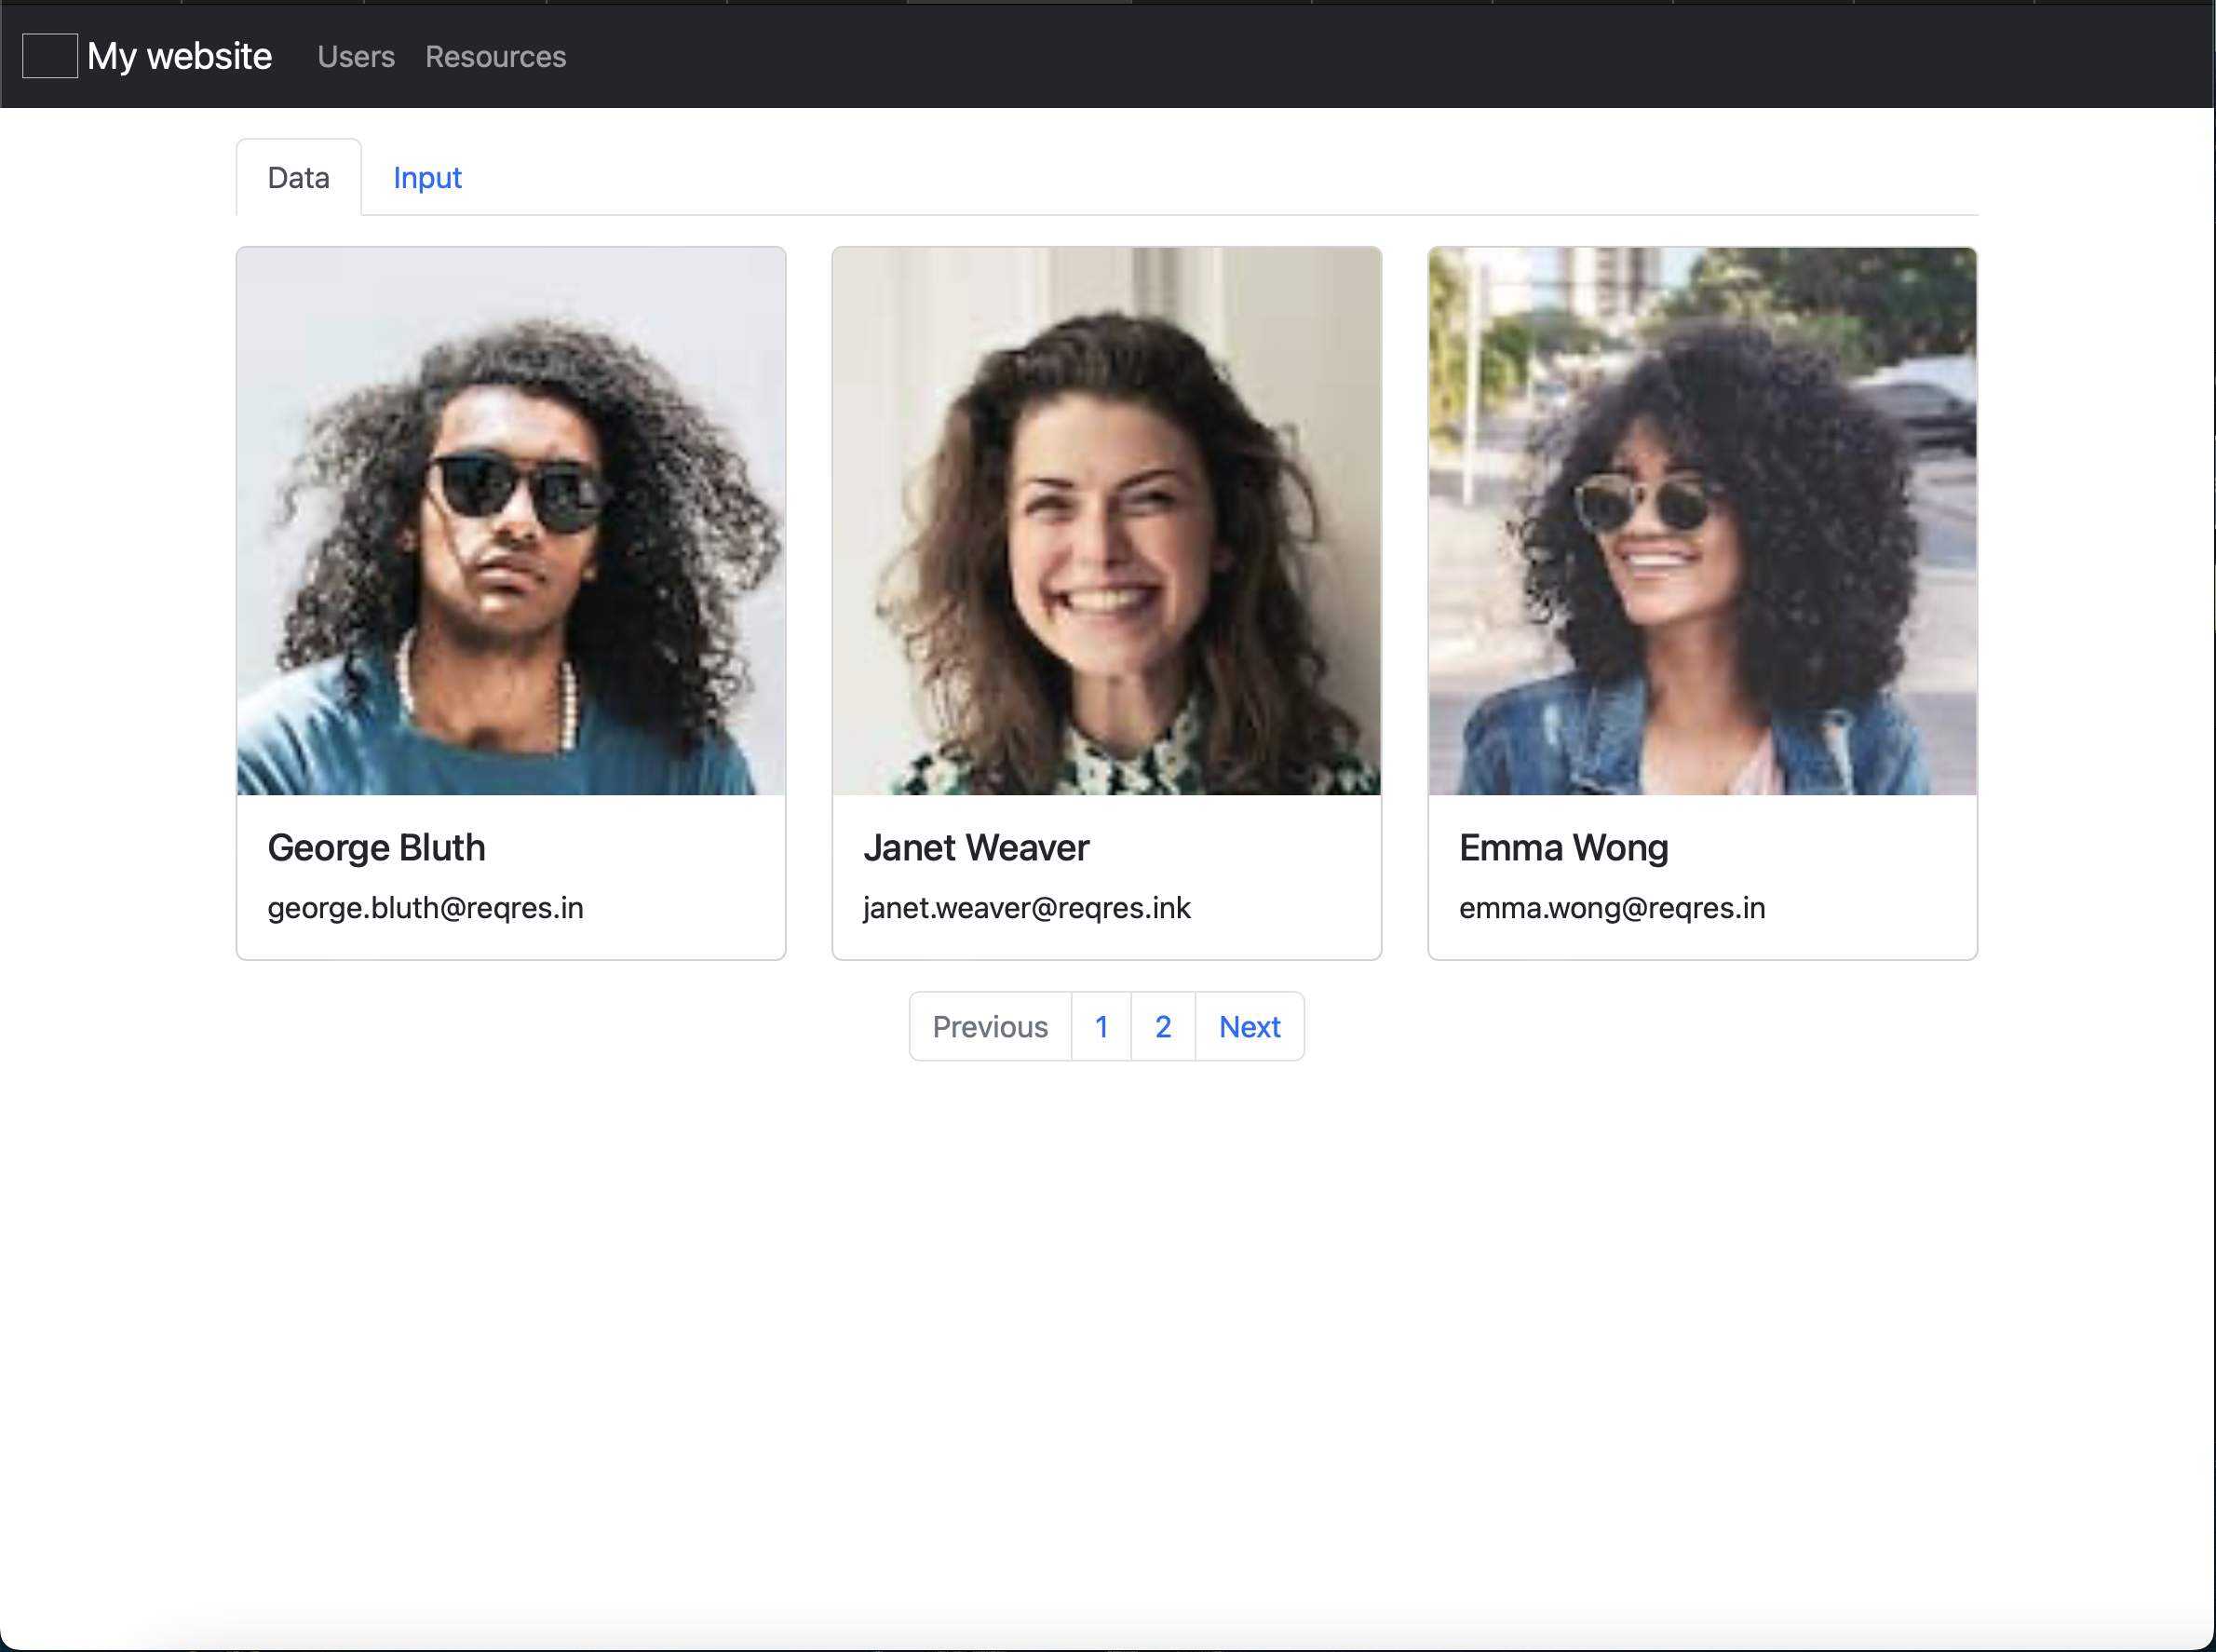 My website Users Resources
Data Input
George Bluth
george.bluth@reqres.in
Janet Weaver
janet.weaver@reqres.ink
Emma Wong
emma.wong@reqres.in
Previous 1 2 Next